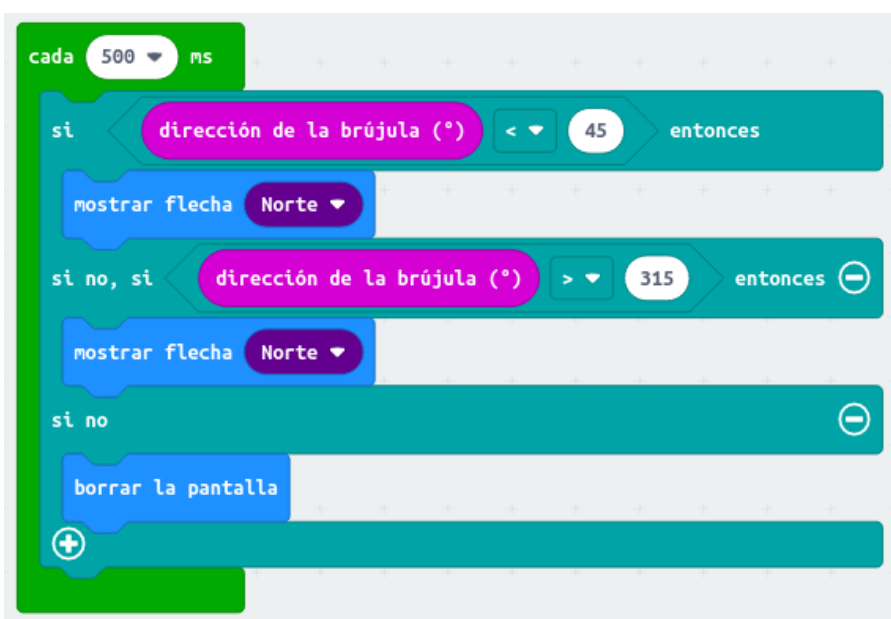 cada 500 ms
si dirección de la brújula (°) < 45 entonces
mostrar flecha Norte
si no, si dirección de la brújula (°) > 315 entonces
mostrar flecha Norte
si no
borrar la pantalla